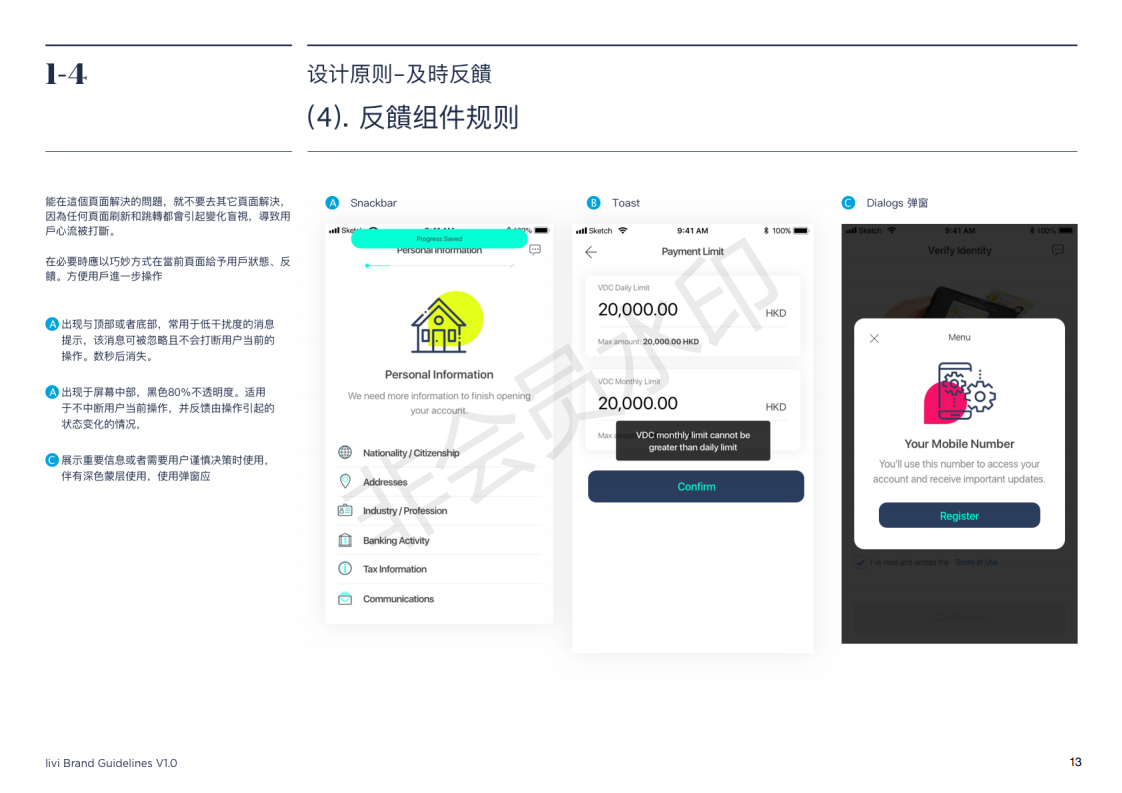 1-4
设计原则-及時反饋
(4). 反饋组件规则
能在這個頁面解決的問題，就不要去其它頁面解決，
因為任何頁面刷新和跳轉都會引起變化盲視，導致用
戶心流被打斷。
在必要時應以巧妙方式在當前頁面給予用戶狀態、反
饋。方便用戶進一步操作
A 出现与顶部或者底部，常用于低干扰度的消息
提示，该消息可被忽略且不会打断用户当前的
操作。数秒后消失。
A 出现于屏幕中部，黑色80%不透明度。适用
于不中断用户当前操作，并反馈由操作引起的
状态变化的情况，
C 展示重要信息或者需要用户谨慎决策时使用，
伴有深色蒙层使用，使用弹窗应
A Snackbar
Progress Saved
Personal Information
Personal Information
We need more information to finish opening
your account.
Nationality / Citizenship
Addresses
Industry / Profession
Banking Activity
Tax Information
Communications
B Toast
Sketch 9:41 AM 100%
Payment Limit
VDC Daily Limit
20,000.00 HKD
Max amount: 20,000.00 HKD
VDC Monthly Limit
20,000.00 HKD
VDC monthly limit cannot be
greater than daily limit
Confirm
C Dialogs 弹窗
Sketch 9:41 AM 100%
Verify Identity
Menu
Your Mobile Number
You'll use this number to access your
account and receive important updates.
Register
I've read and accept the Terms of Use
非会员水印
livi Brand Guidelines V1.0
13